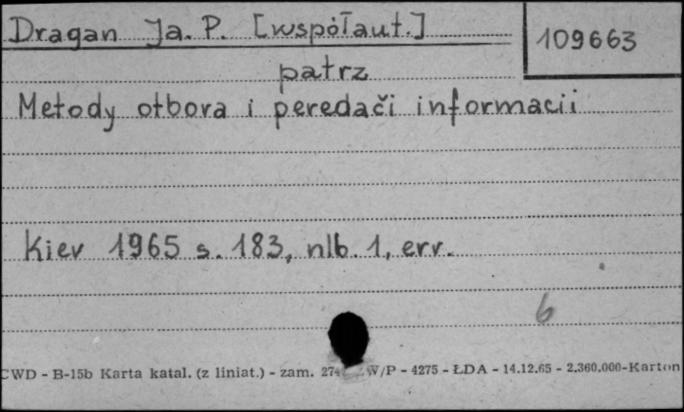 Dragan Ja. P. [współaut.]
109663
patrz
Metody otbora i peredači informacii
Kiev 1965 s. 183, nlb. 1, err.
6
CWD - B-15b Karta katal. (z liniat.) - zam. W/P - 4275 - ŁDA - 14.12.65 - 2.360.000-Karton